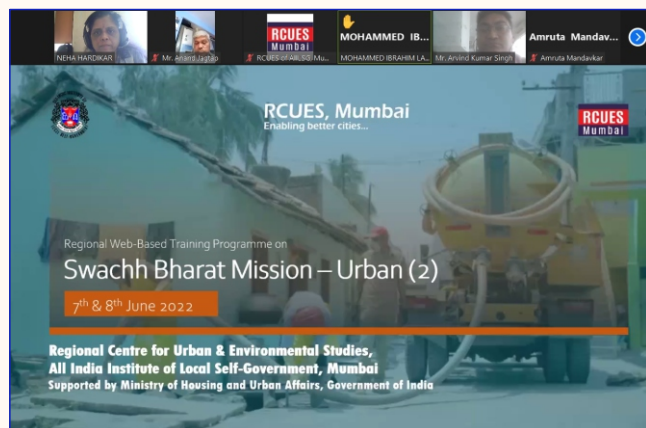 RCUES
Mumbai
MOHAMMED IB...
Amruta Mandav...
NEHA HARDIKAR
Mr. Anand Jagtap
RCUES of AIILSG Mu...
MOHAMMED IBRAHIM LA...
Mr. Arvind Kumar Singh
Amruta Mandavkar
RCUES, Mumbai
Enabling better cities...
RCUES
Mumbai
Regional Web-Based Training Programme on
Swachh Bharat Mission – Urban (2)
7th & 8th June 2022
Regional Centre for Urban & Environmental Studies,
All India Institute of Local Self-Government, Mumbai
Supported by Ministry of Housing and Urban Affairs, Government of India